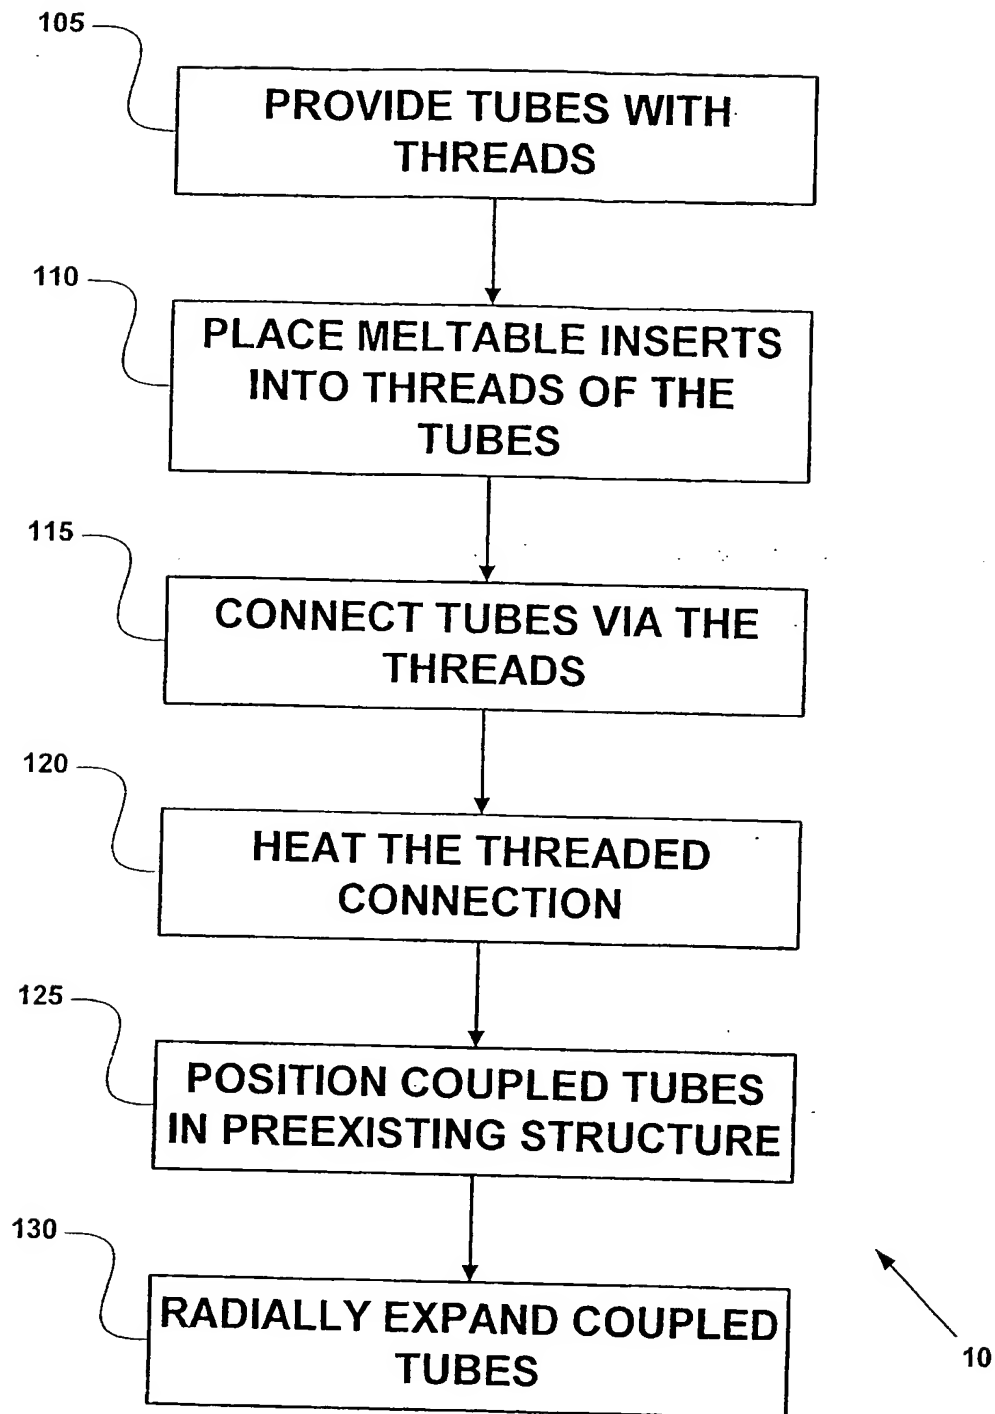 105
PROVIDE TUBES WITH
THREADS
110
PLACE MELTABLE INSERTS
INTO THREADS OF THE
TUBES
115
CONNECT TUBES VIA THE
THREADS
120
HEAT THE THREADED
CONNECTION
125
POSITION COUPLED TUBES
IN PREEXISTING STRUCTURE
130
RADIALLY EXPAND COUPLED
TUBES
10